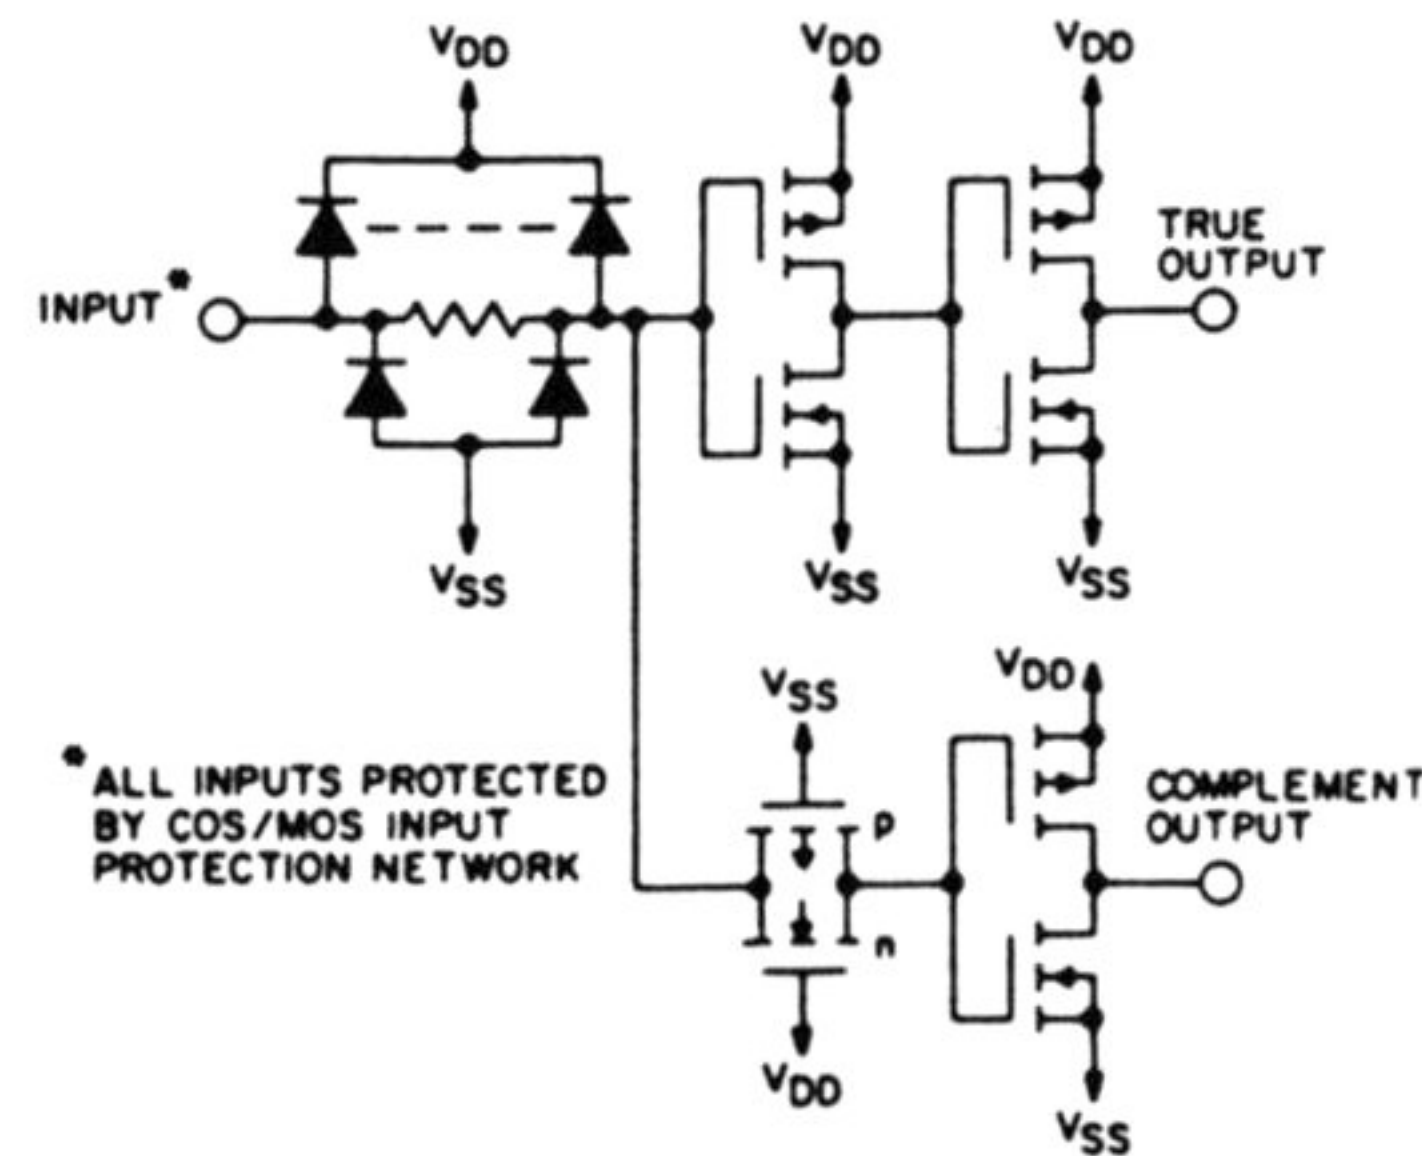 VDD
VDD
VDD
TRUE
OUTPUT
INPUT*
VSS
VSS
VSS
VSS
VDD
*ALL INPUTS PROTECTED
BY COS/MOS INPUT
PROTECTION NETWORK
p
COMPLEMENT
OUTPUT
n
VDD
VSS